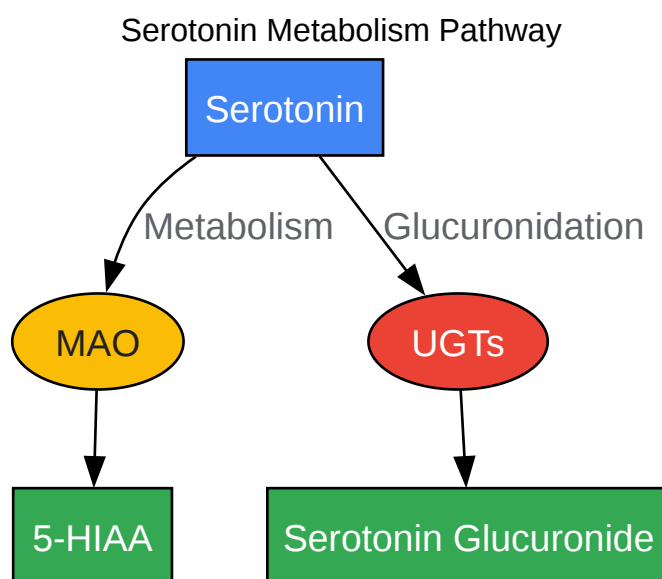 Serotonin Metabolism Pathway
Serotonin
Metabolism
Glucuronidation
MAO
UGTs
5-HIAA
Serotonin Glucuronide